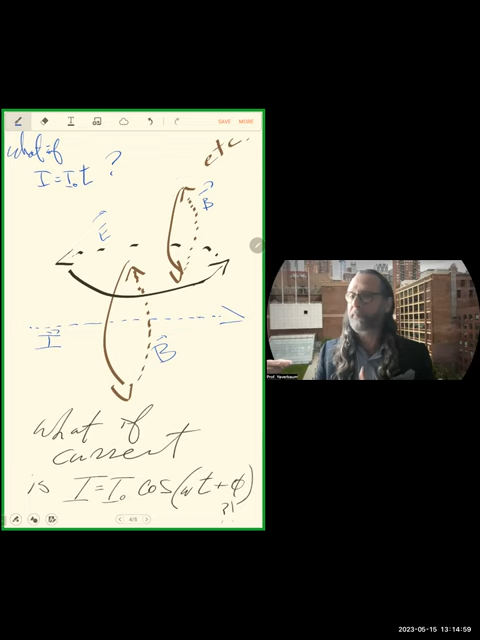 SAVE MORE
what if
I=I₀t ?
etc.
B
E
I
B
what if
current
is I=I₀ cos(ωt+φ)
?!
4/5
Prof. Yaverbaum
2023-05-15 13:14:59